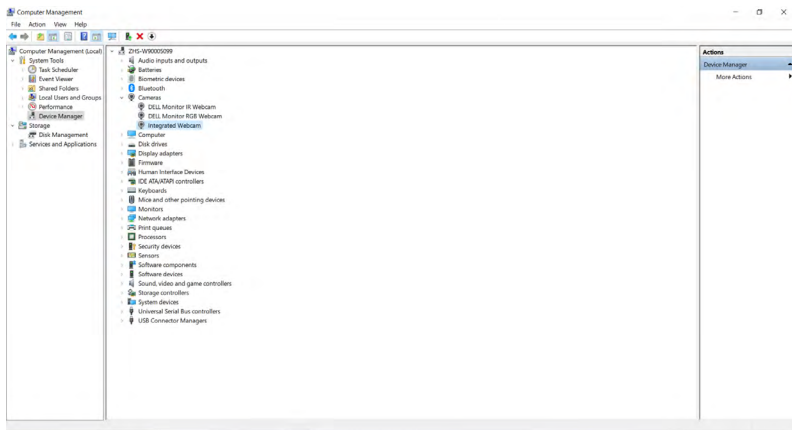 Computer Management
File Action View Help
Computer Management (Local)
System Tools
Task Scheduler
Event Viewer
Shared Folders
Local Users and Groups
Performance
Device Manager
Storage
Disk Management
Services and Applications
ZHS-W90005099
Audio inputs and outputs
Batteries
Biometric devices
Bluetooth
Cameras
DELL Monitor IR Webcam
DELL Monitor RGB Webcam
Integrated Webcam
Computer
Disk drives
Display adapters
Firmware
Human Interface Devices
IDE ATA/ATAPI controllers
Keyboards
Mice and other pointing devices
Monitors
Network adapters
Print queues
Processors
Security devices
Sensors
Software components
Software devices
Sound, video and game controllers
Storage controllers
System devices
Universal Serial Bus controllers
USB Connector Managers
Actions
Device Manager
More Actions